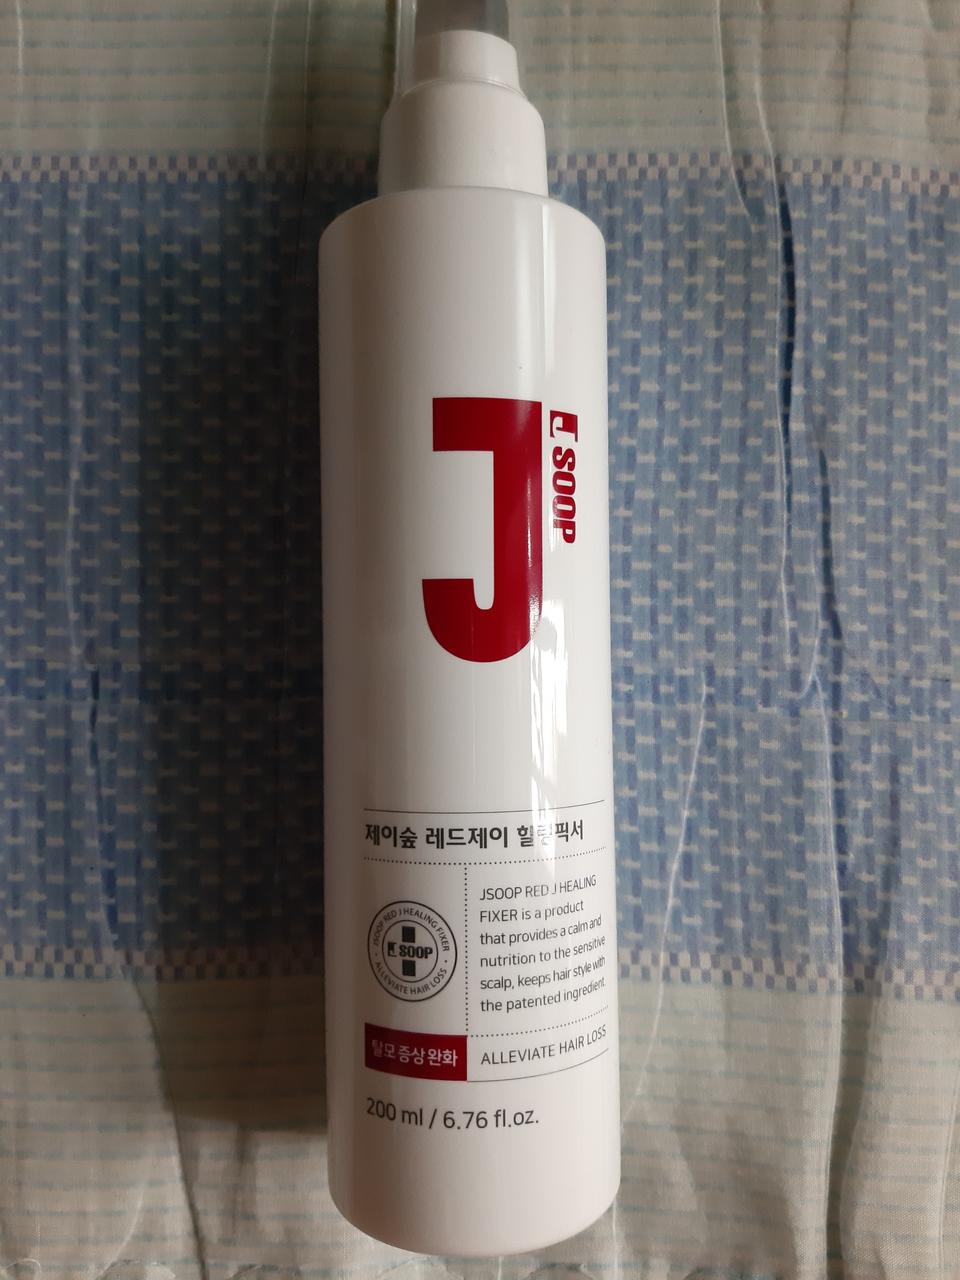 J
J SOOP
제이숲 레드제이 힐링픽서
JSOOP RED J HEALING FIXER
J SOOP
ALLEVIATE HAIR LOSS
JSOOP RED J HEALING
FIXER is a product
that provides a calm and
nutrition to the sensitive
scalp, keeps hair style with
the patented ingredient.
탈모 증상 완화
ALLEVIATE HAIR LOSS
200 ml / 6.76 fl.oz.